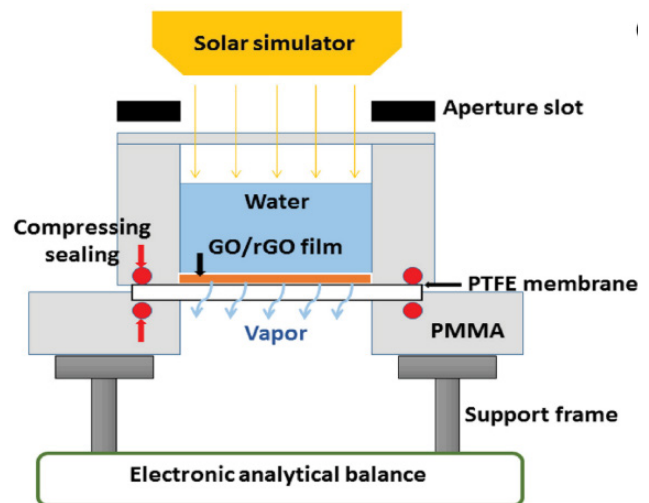 Solar simulator
Aperture slot
Water
Compressing
sealing
GO/rGO film
PTFE membrane
Vapor
PMMA
Support frame
Electronic analytical balance